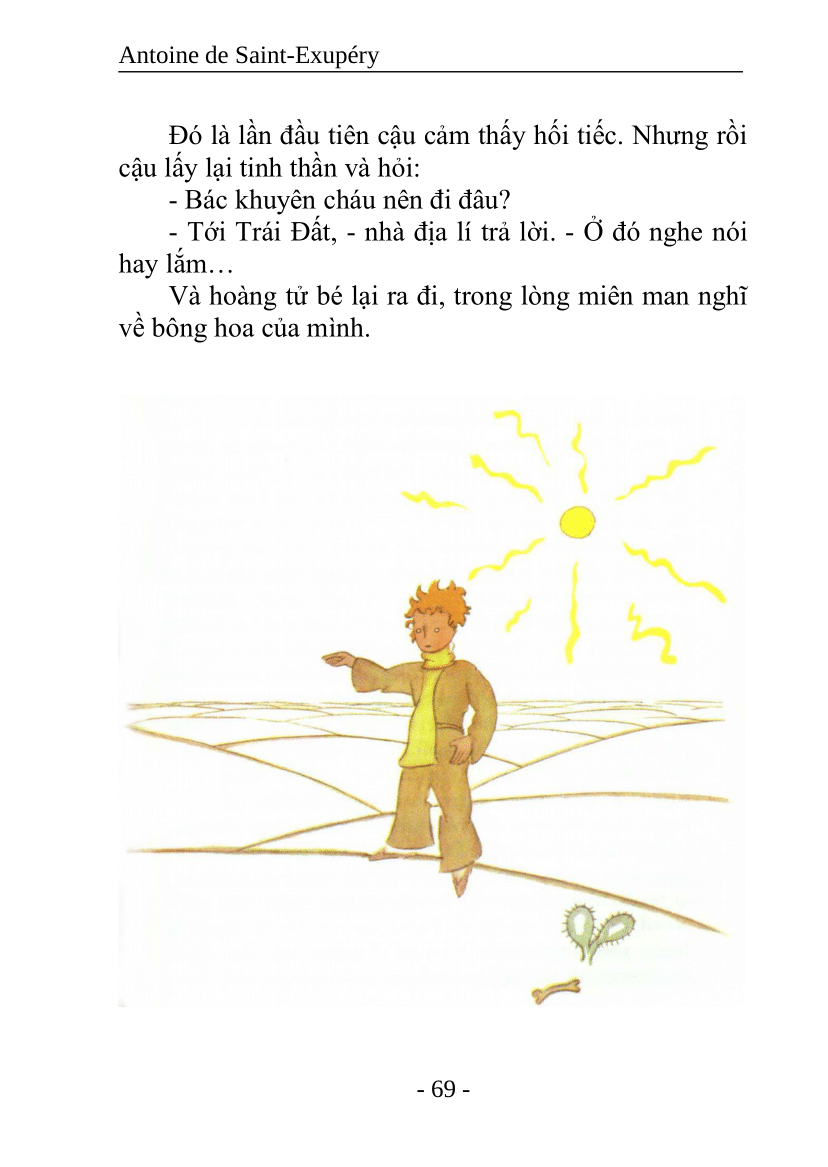 Antoine de Saint-Exupéry
Đó là lần đầu tiên cậu cảm thấy hối tiếc. Nhưng rồi
cậu lấy lại tinh thần và hỏi:
- Bác khuyên cháu nên đi đâu?
- Tới Trái Đất, - nhà địa lí trả lời. - Ở đó nghe nói
hay lắm…
Và hoàng tử bé lại ra đi, trong lòng miên man nghĩ
về bông hoa của mình.
- 69 -